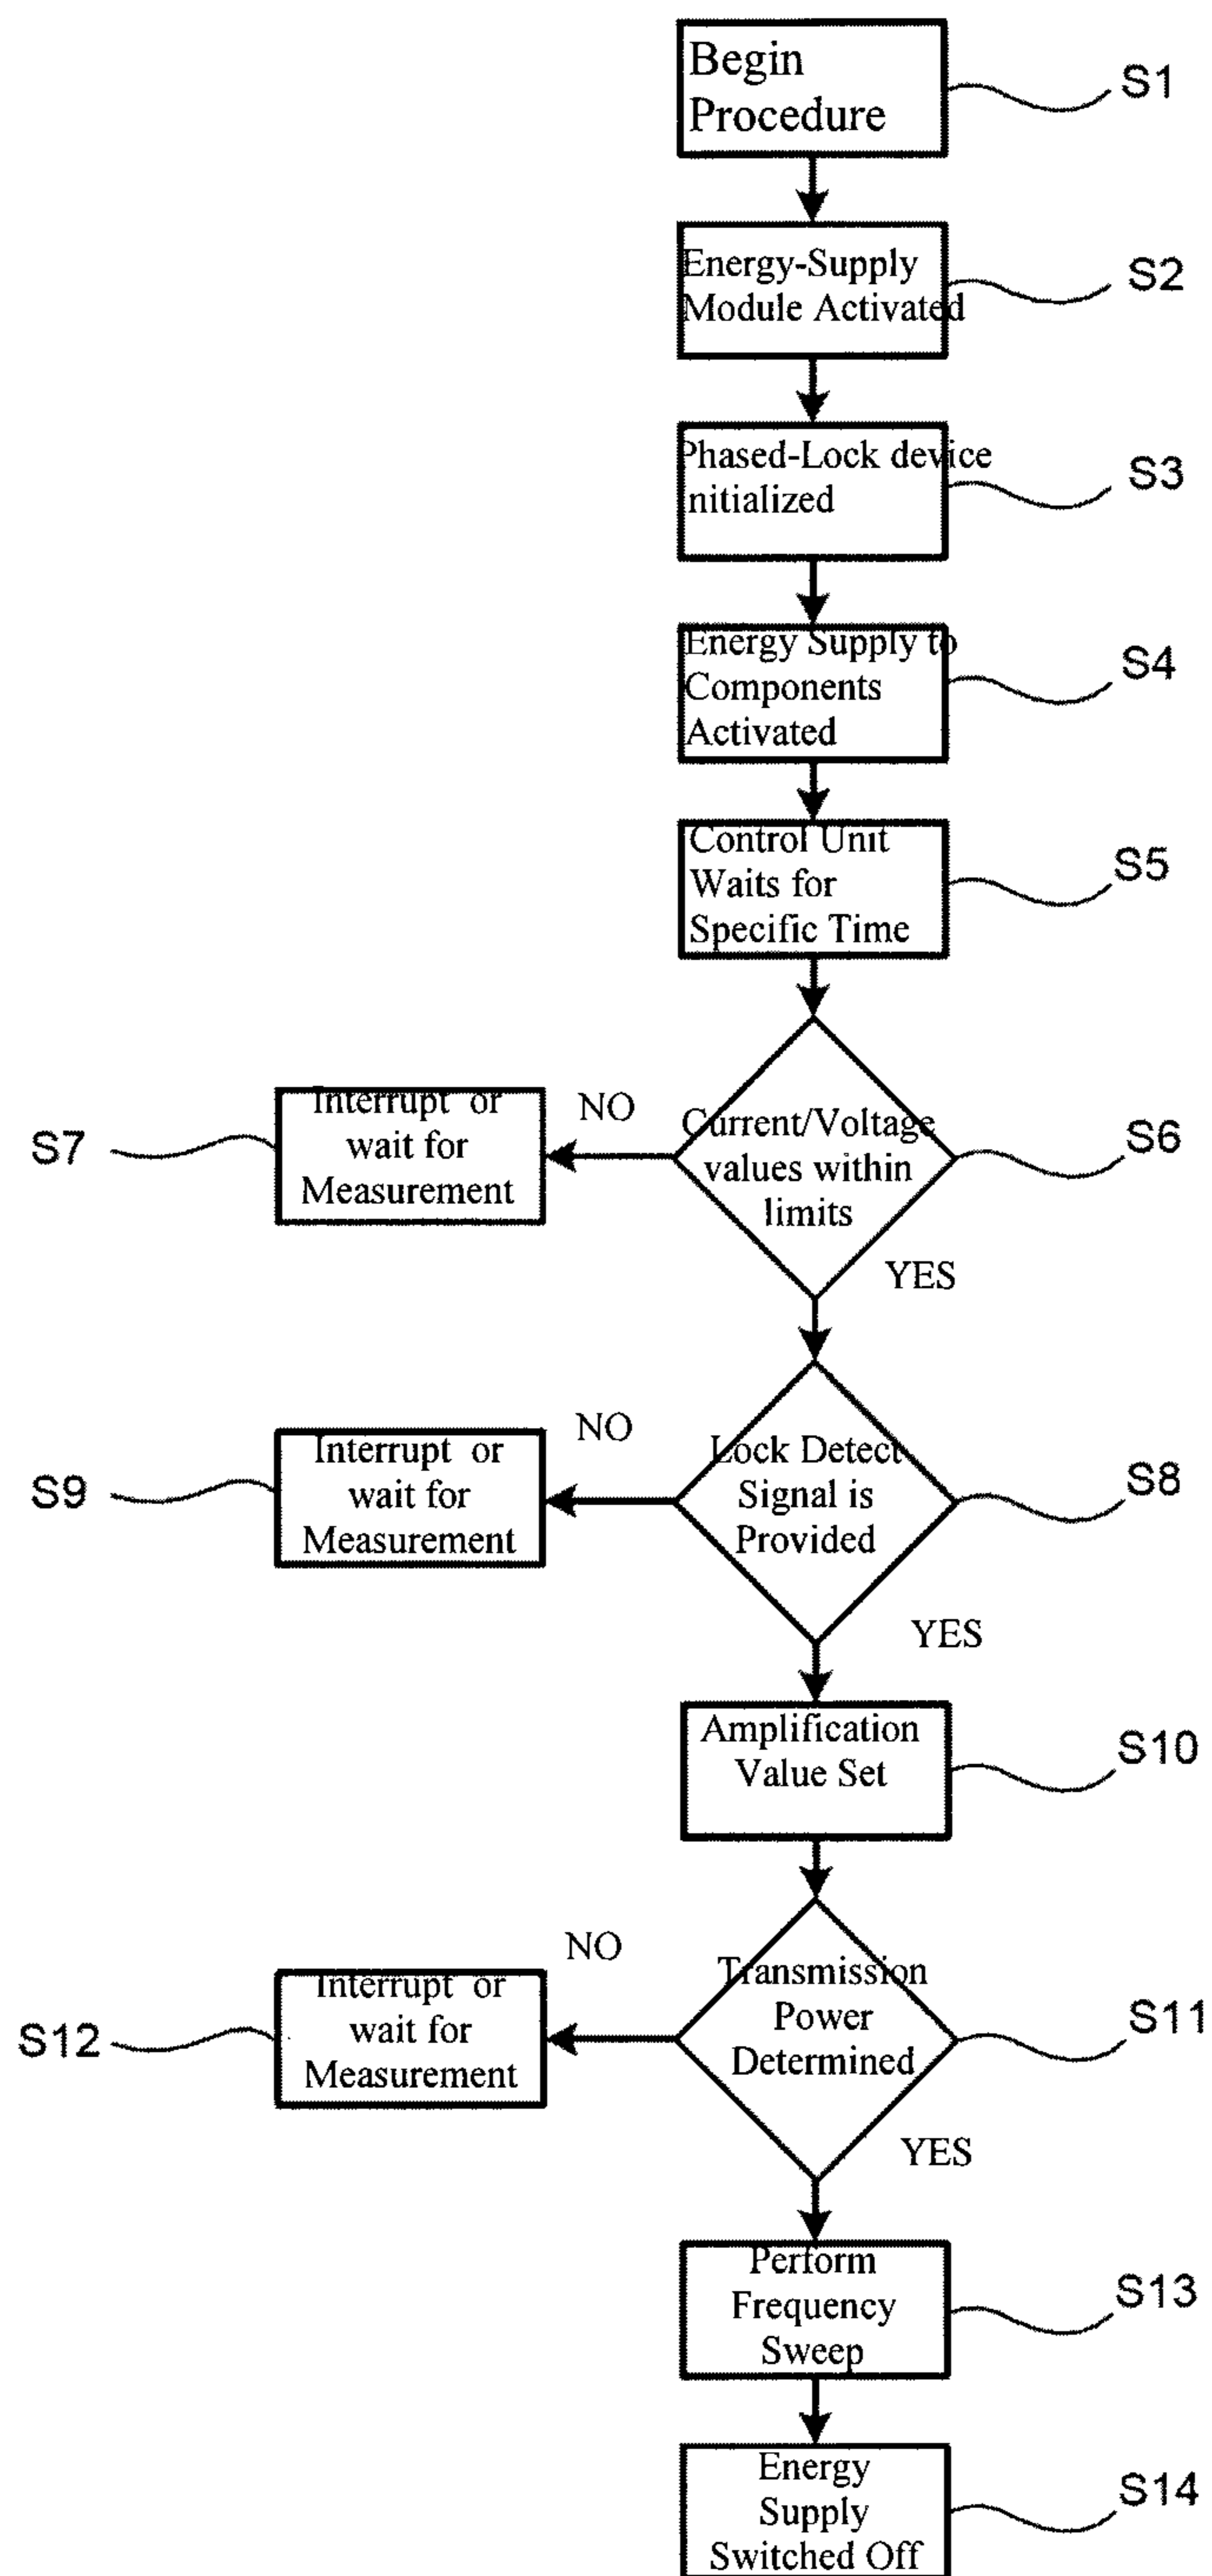 Begin
Procedure
S1
Energy-Supply
Module Activated
S2
Phased-Lock device
nitialized
S3
Energy Supply to
Components
Activated
S4
Control Unit
Waits for
Specific Time
S5
Current/Voltage
values within
limits
S6
NO
Interrupt or
wait for
Measurement
S7
YES
Lock Detect
Signal is
Provided
S8
NO
Interrupt or
wait for
Measurement
S9
YES
Amplification
Value Set
S10
Transmission
Power
Determined
S11
NO
Interrupt or
wait for
Measurement
S12
YES
Perform
Frequency
Sweep
S13
Energy
Supply
Switched Off
S14